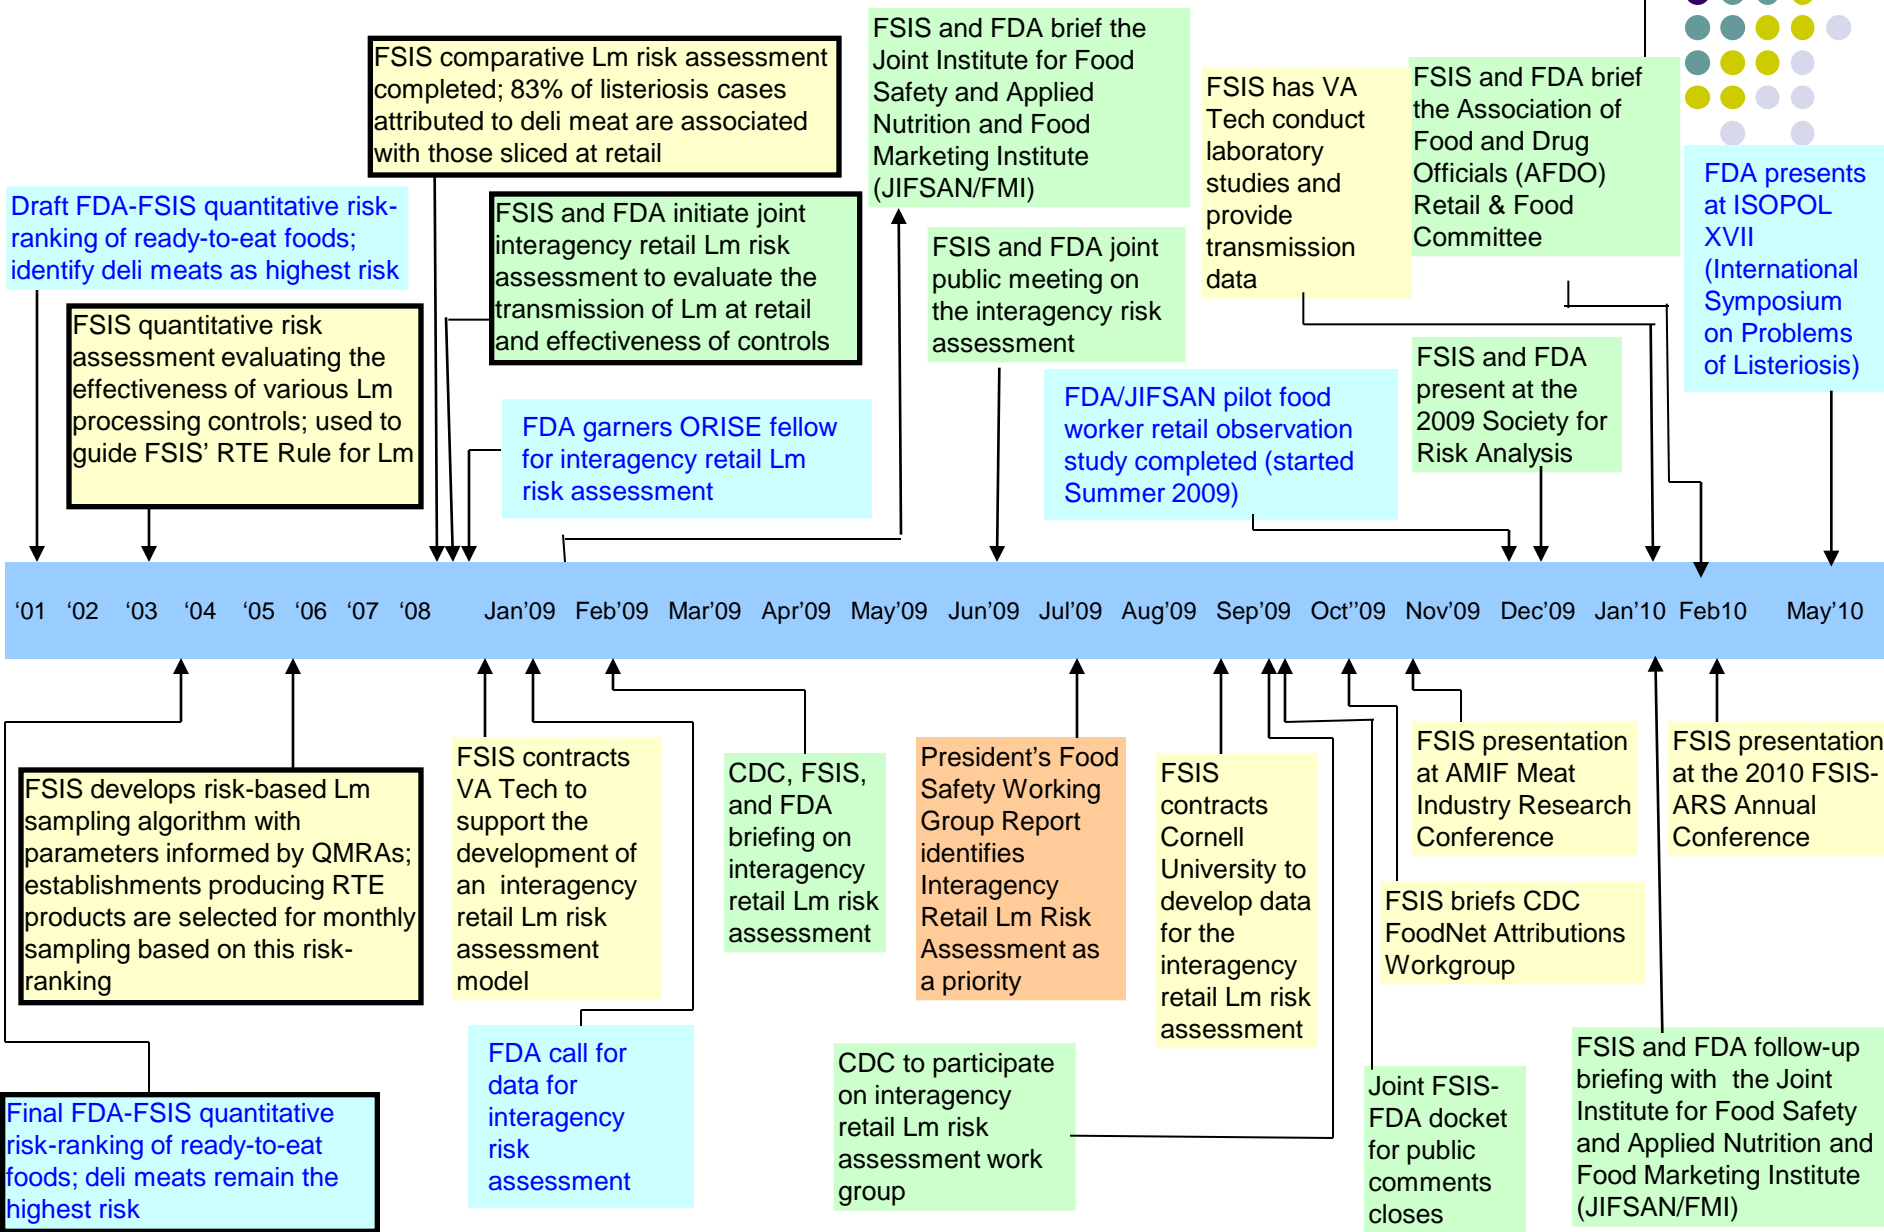 FSIS comparative Lm risk assessment
completed; 83% of listeriosis cases
attributed to deli meat are associated
with those sliced at retail
FSIS and FDA brief the
Joint Institute for Food
Safety and Applied
Nutrition and Food
Marketing Institute
(JIFSAN/FMI)
FSIS has VA
Tech conduct
laboratory
studies and
provide
transmission
data
FSIS and FDA brief
the Association of
Food and Drug
Officials (AFDO)
Retail & Food
Committee
FDA presents
at ISOPOL
XVII
(International
Symposium
on Problems
of Listeriosis)
Draft FDA-FSIS quantitative risk-
ranking of ready-to-eat foods;
identify deli meats as highest risk
FSIS and FDA initiate joint
interagency retail Lm risk
assessment to evaluate the
transmission of Lm at retail
and effectiveness of controls
FSIS and FDA joint
public meeting on
the interagency risk
assessment
FSIS quantitative risk
assessment evaluating the
effectiveness of various Lm
processing controls; used to
guide FSIS’ RTE Rule for Lm
FDA garners ORISE fellow
for interagency retail Lm
risk assessment
FDA/JIFSAN pilot food
worker retail observation
study completed (started
Summer 2009)
FSIS and FDA
present at the
2009 Society for
Risk Analysis
‘01 ‘02 ‘03 ‘04 ‘05 ‘06 ‘07 ‘08 Jan’09 Feb’09 Mar’09 Apr’09 May’09 Jun’09 Jul’09 Aug’09 Sep’09 Oct’'09 Nov’09 Dec’09 Jan’10 Feb10 May’10
FSIS develops risk-based Lm
sampling algorithm with
parameters informed by QMRAs;
establishments producing RTE
products are selected for monthly
sampling based on this risk-
ranking
FSIS contracts
VA Tech to
support the
development of
an interagency
retail Lm risk
assessment
model
CDC, FSIS,
and FDA
briefing on
interagency
retail Lm risk
assessment
President’s Food
Safety Working
Group Report
identifies
Interagency
Retail Lm Risk
Assessment as
a priority
FSIS
contracts
Cornell
University to
develop data
for the
interagency
retail Lm risk
assessment
FSIS presentation
at AMIF Meat
Industry Research
Conference
FSIS presentation
at the 2010 FSIS-
ARS Annual
Conference
FSIS briefs CDC
FoodNet Attributions
Workgroup
Final FDA-FSIS quantitative
risk-ranking of ready-to-eat
foods; deli meats remain the
highest risk
FDA call for
data for
interagency
risk
assessment
CDC to participate
on interagency
retail Lm risk
assessment work
group
Joint FSIS-
FDA docket
for public
comments
closes
FSIS and FDA follow-up
briefing with the Joint
Institute for Food Safety
and Applied Nutrition and
Food Marketing Institute
(JIFSAN/FMI)